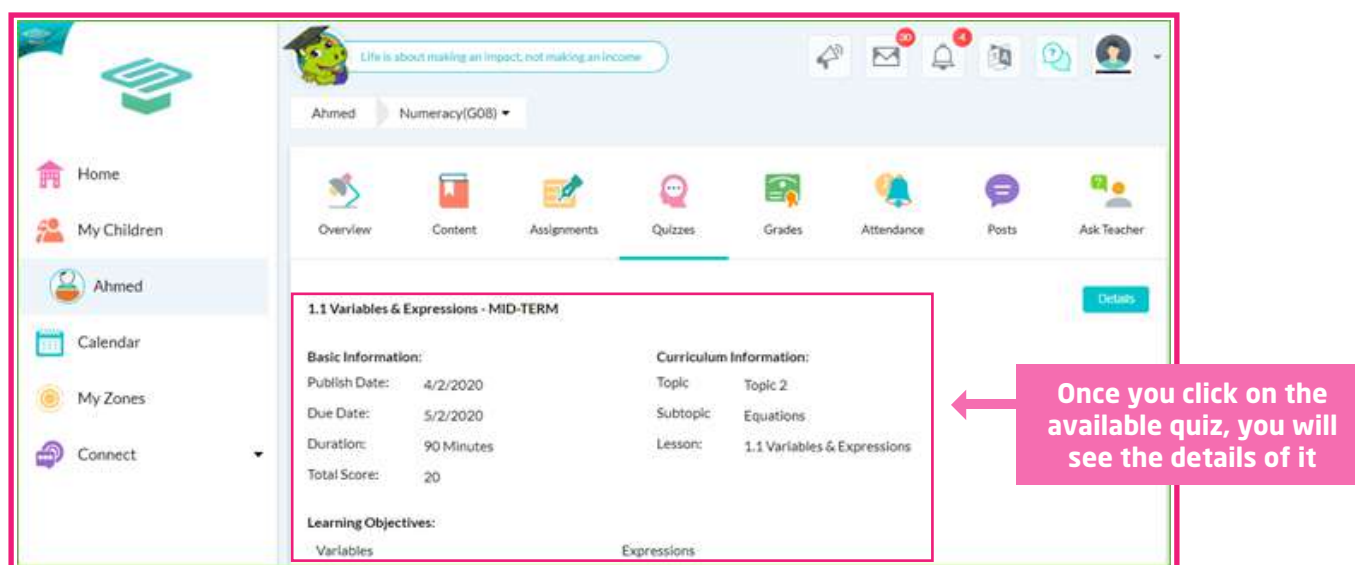 Life is about making an impact, not making an income
30
4
Ahmed
Numeracy(G08)
Home
My Children
Ahmed
Calendar
My Zones
Connect
Overview
Content
Assignments
Quizzes
Grades
Attendance
Posts
Ask Teacher
Details
1.1 Variables & Expressions - MID-TERM
Basic Information:
Publish Date: 4/2/2020
Due Date: 5/2/2020
Duration: 90 Minutes
Total Score: 20
Curriculum Information:
Topic Topic 2
Subtopic Equations
Lesson: 1.1 Variables & Expressions
Learning Objectives:
Variables Expressions
Once you click on the
available quiz, you will
see the details of it